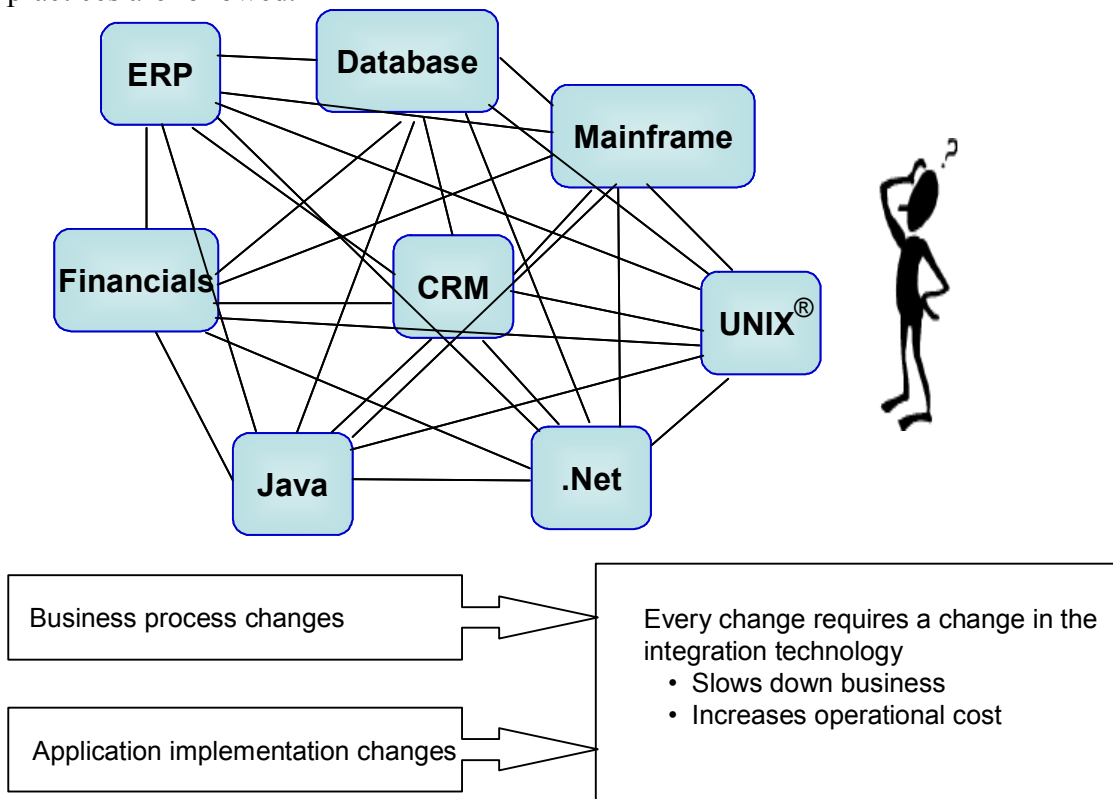 ERP
Database
Mainframe
Financials
CRM
UNIX®
Java
.Net
?
Business process changes
Application implementation changes
Every change requires a change in the
integration technology
• Slows down business
• Increases operational cost